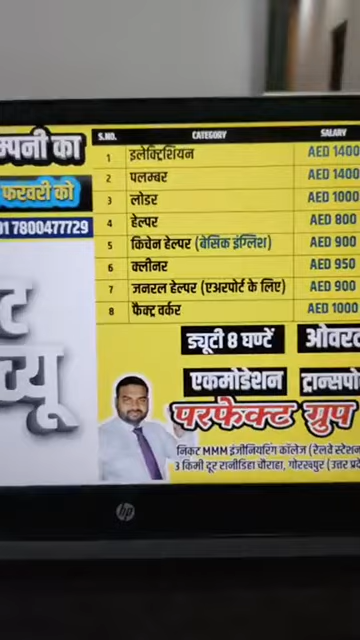 म्पनी का
फरवरी को
91 7800477729
S.NO. CATEGORY SALARY
1 इलेक्ट्रिशियन AED 1400
2 पलम्बर AED 1400
3 लोडर AED 1000
4 हेल्पर AED 800
5 किचेन हेल्पर (बेसिक इंग्लिश) AED 900
6 क्लीनर AED 950
7 जनरल हेल्पर (एअरपोर्ट के लिए) AED 900
8 फैक्ट्र वर्कर AED 1000
ट
व्यू
ड्यूटी 8 घण्टें ओवरट
एकमोडेशन ट्रान्सपो
परफेक्ट ग्रुप
निकट MMM इंजीनियरिंग कॉलेज (रेलवे स्टेशन
3 किमी दूर रानीडिहा चौराहा, गोरखपुर (उत्तर प्रदे
hp